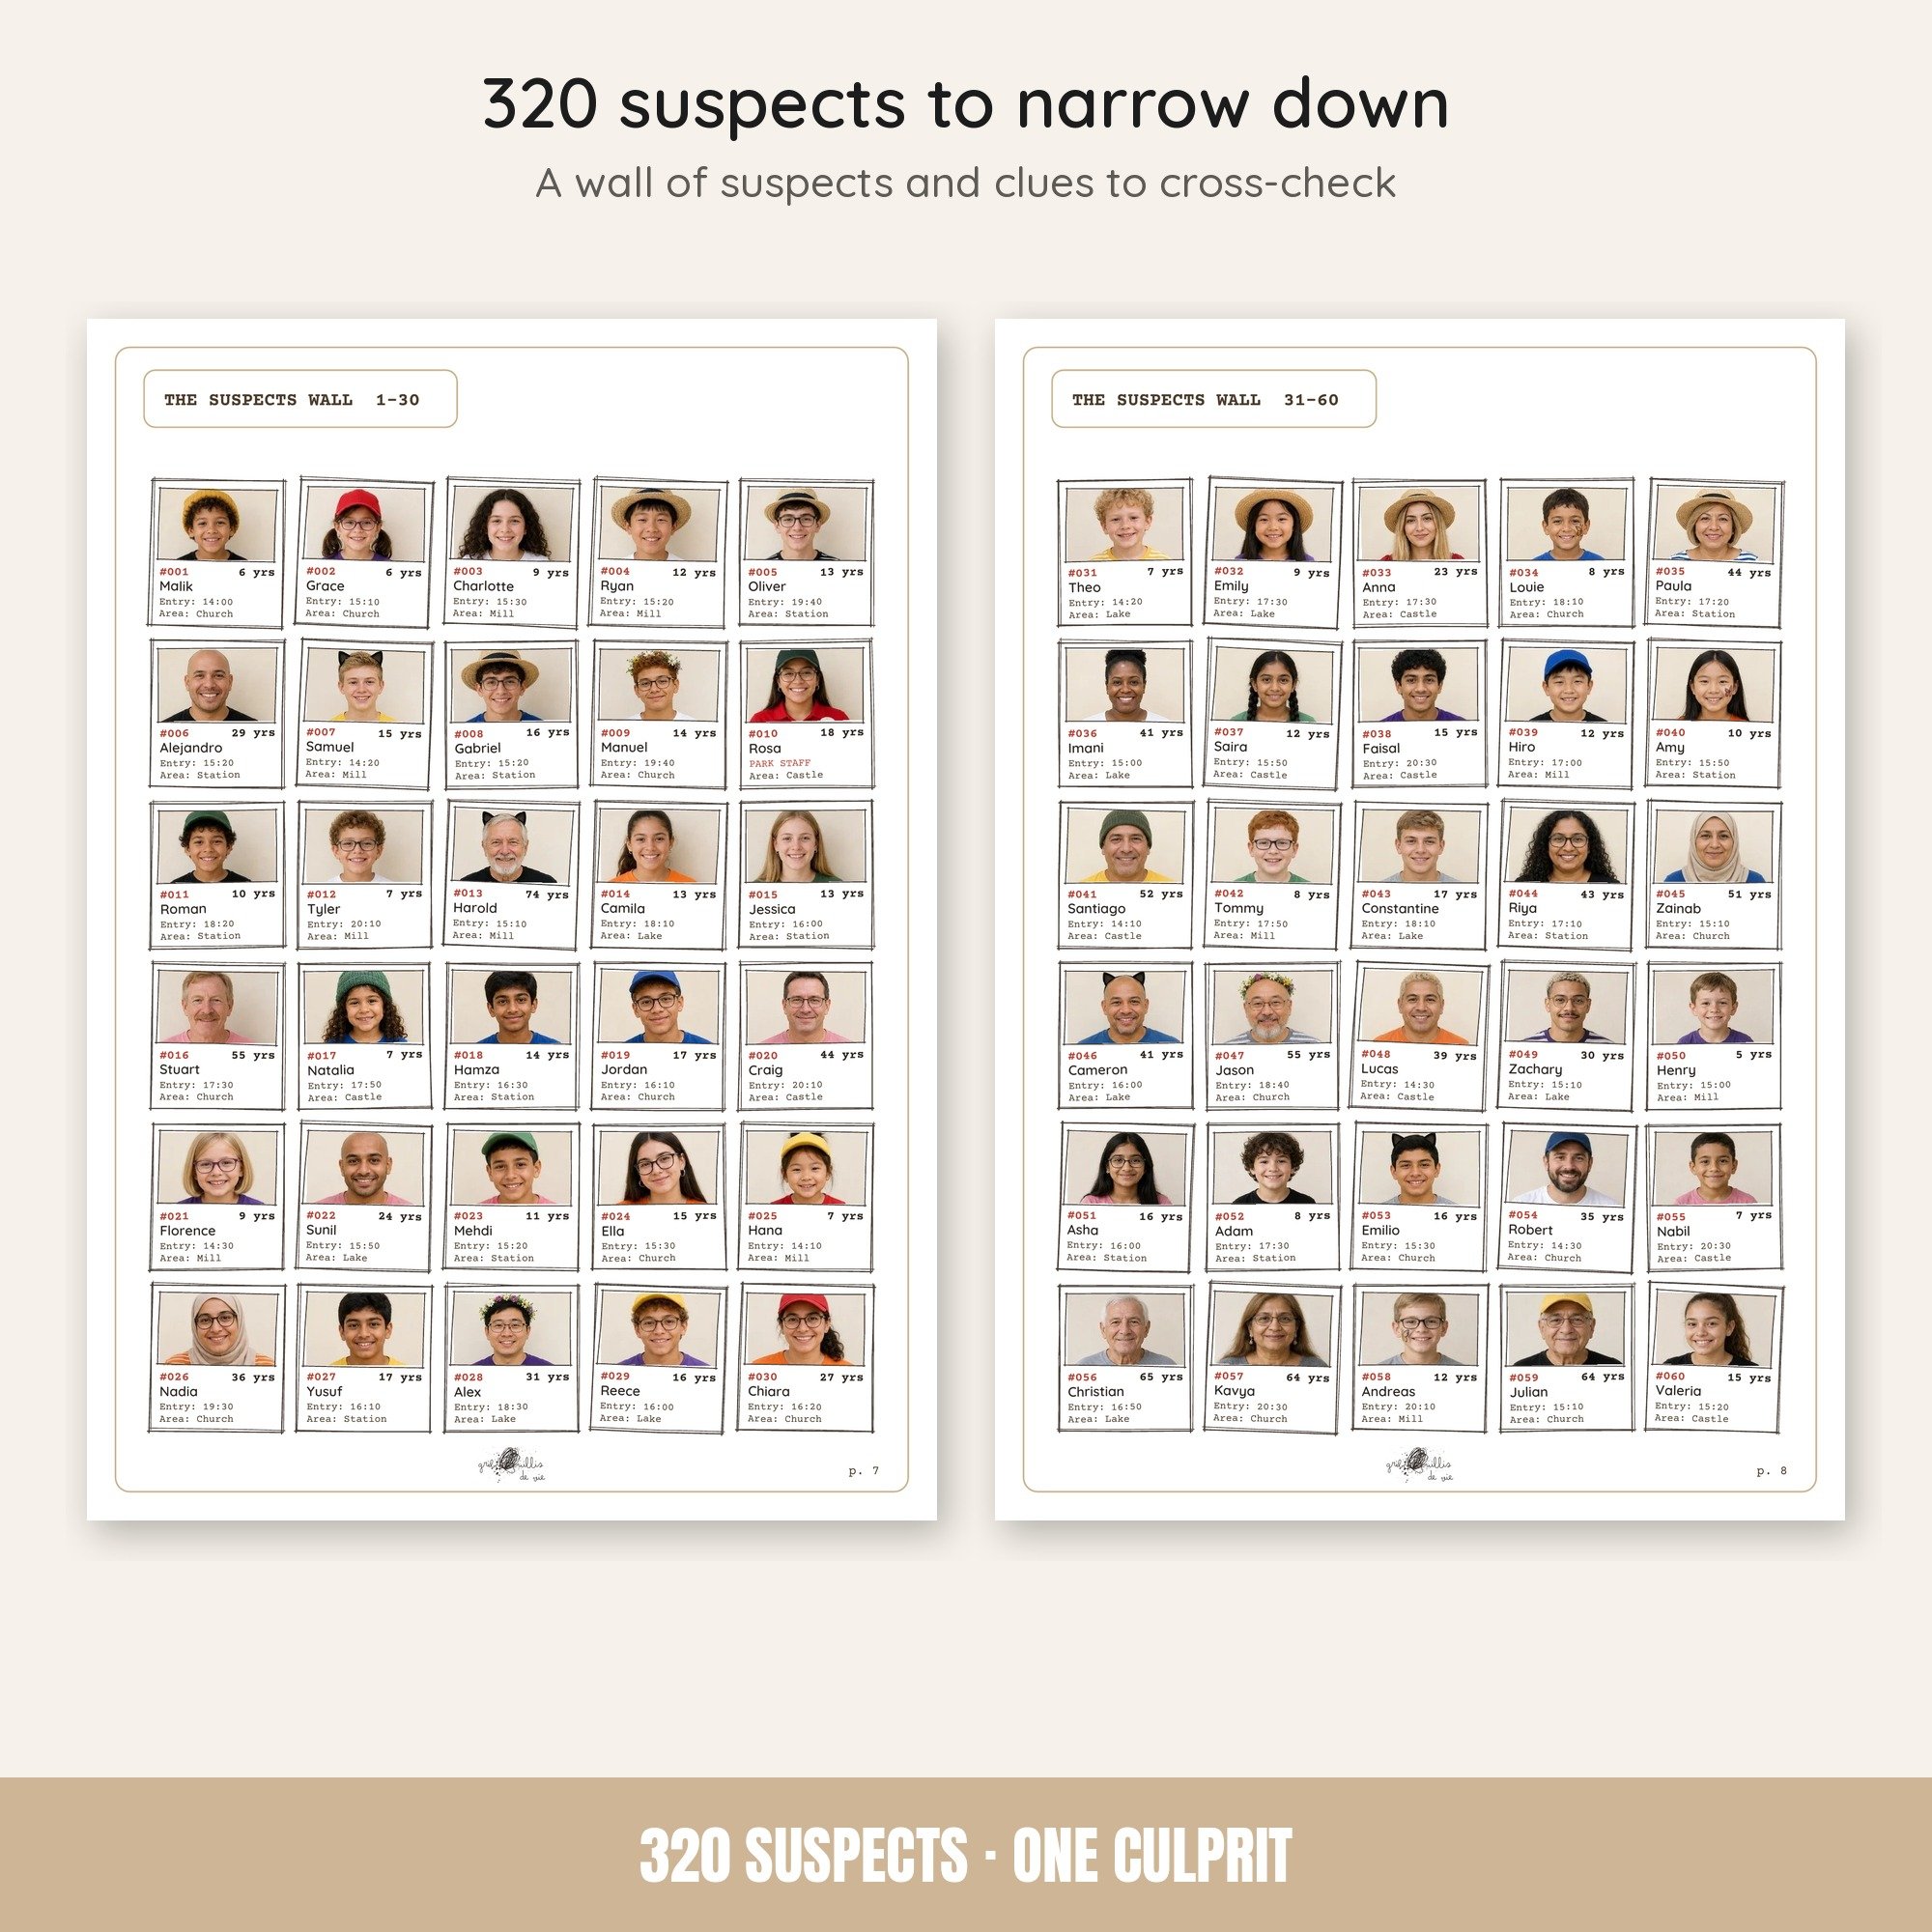 320 suspects to narrow down
A wall of suspects and clues to cross-check
THE SUSPECTS WALL 1-30
#001 6 yrs
Malik
Entry: 14:00
Area: Church
#002 6 yrs
Grace
Entry: 15:10
Area: Church
#003 9 yrs
Charlotte
Entry: 15:30
Area: Mill
#004 12 yrs
Ryan
Entry: 15:20
Area: Mill
#005 13 yrs
Oliver
Entry: 19:40
Area: Station
#006 29 yrs
Alejandro
Entry: 15:20
Area: Station
#007 15 yrs
Samuel
Entry: 14:20
Area: Mill
#008 16 yrs
Gabriel
Entry: 15:20
Area: Station
#009 14 yrs
Manuel
Entry: 19:40
Area: Church
#010 18 yrs
Rosa
PARK STAFF
Area: Castle
#011 10 yrs
Roman
Entry: 18:20
Area: Station
#012 7 yrs
Tyler
Entry: 20:10
Area: Mill
#013 74 yrs
Harold
Entry: 15:10
Area: Mill
#014 13 yrs
Camila
Entry: 18:10
Area: Lake
#015 13 yrs
Jessica
Entry: 16:00
Area: Station
#016 55 yrs
Stuart
Entry: 17:30
Area: Church
#017 7 yrs
Natalia
Entry: 17:50
Area: Castle
#018 14 yrs
Hamza
Entry: 16:30
Area: Station
#019 17 yrs
Jordan
Entry: 16:10
Area: Church
#020 44 yrs
Craig
Entry: 20:10
Area: Castle
#021 9 yrs
Florence
Entry: 14:30
Area: Mill
#022 24 yrs
Sunil
Entry: 15:50
Area: Lake
#023 11 yrs
Mehdi
Entry: 15:20
Area: Station
#024 15 yrs
Ella
Entry: 15:30
Area: Church
#025 7 yrs
Hana
Entry: 14:10
Area: Mill
#026 36 yrs
Nadia
Entry: 19:30
Area: Church
#027 17 yrs
Yusuf
Entry: 16:10
Area: Station
#028 31 yrs
Alex
Entry: 18:30
Area: Lake
#029 16 yrs
Reece
Entry: 16:00
Area: Lake
#030 27 yrs
Chiara
Entry: 16:20
Area: Church
de vie
p. 7
THE SUSPECTS WALL 31-60
#031 7 yrs
Theo
Entry: 14:20
Area: Lake
#032 9 yrs
Emily
Entry: 17:30
Area: Lake
#033 23 yrs
Anna
Entry: 17:30
Area: Castle
#034 8 yrs
Louie
Entry: 18:10
Area: Church
#035 44 yrs
Paula
Entry: 17:20
Area: Station
#036 41 yrs
Imani
Entry: 15:00
Area: Lake
#037 12 yrs
Saira
Entry: 15:50
Area: Castle
#038 15 yrs
Faisal
Entry: 20:30
Area: Castle
#039 12 yrs
Hiro
Entry: 17:00
Area: Mill
#040 10 yrs
Amy
Entry: 15:50
Area: Station
#041 52 yrs
Santiago
Entry: 14:10
Area: Castle
#042 8 yrs
Tommy
Entry: 17:50
Area: Mill
#043 17 yrs
Constantine
Entry: 18:10
Area: Lake
#044 43 yrs
Riya
Entry: 17:10
Area: Station
#045 51 yrs
Zainab
Entry: 15:10
Area: Church
#046 41 yrs
Cameron
Entry: 16:00
Area: Lake
#047 55 yrs
Jason
Entry: 18:40
Area: Church
#048 39 yrs
Lucas
Entry: 14:30
Area: Castle
#049 30 yrs
Zachary
Entry: 15:10
Area: Lake
#050 5 yrs
Henry
Entry: 15:00
Area: Mill
#051 16 yrs
Asha
Entry: 16:00
Area: Station
#052 8 yrs
Adam
Entry: 17:30
Area: Station
#053 16 yrs
Emilio
Entry: 15:30
Area: Church
#054 35 yrs
Robert
Entry: 14:30
Area: Church
#055 7 yrs
Nabil
Entry: 20:30
Area: Castle
#056 65 yrs
Christian
Entry: 16:50
Area: Lake
#057 64 yrs
Kavya
Entry: 20:30
Area: Church
#058 12 yrs
Andreas
Entry: 20:10
Area: Mill
#059 64 yrs
Julian
Entry: 15:10
Area: Church
#060 15 yrs
Valeria
Entry: 15:20
Area: Castle
de vie
p. 8
320 SUSPECTS · ONE CULPRIT